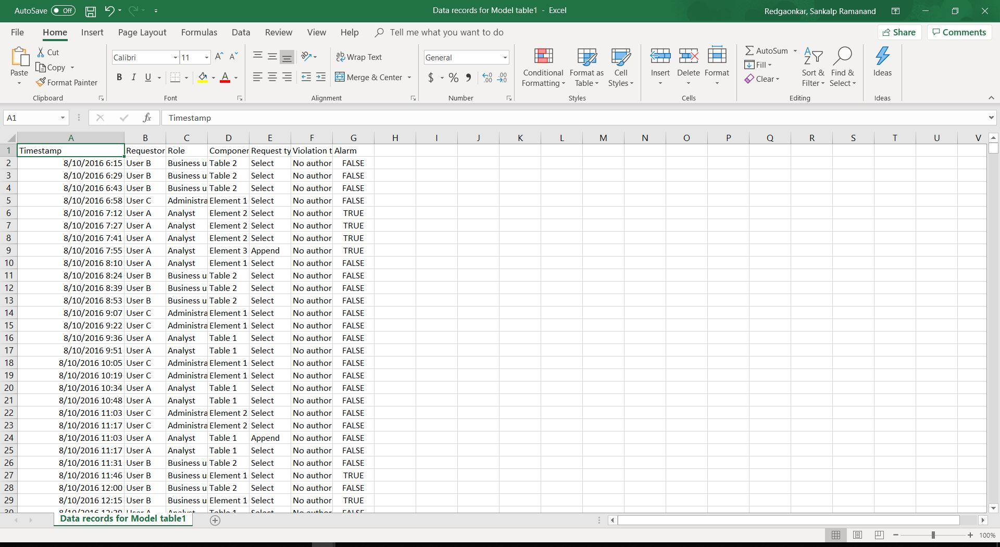 AutoSave Off
Data records for Model table1 - Excel
Redgaonkar, Sankalp Ramanand
File Home Insert Page Layout Formulas Data Review View Help Tell me what you want to do Share Comments
Paste
Cut
Copy
Format Painter
Clipboard
Calibri 11
B I U A
Font
Wrap Text
Merge & Center
Alignment
General
$ % 9
Number
Conditional Formatting
Format as Table
Cell Styles
Styles
Insert Delete Format
Cells
AutoSum
Fill
Clear
Sort & Filter
Find & Select
Editing
Ideas
Ideas
A1 fx Timestamp
A B C D E F G H I J K L M N O P Q R S T U V
1 Timestamp Requestor Role Componer Request ty Violation t Alarm
2 8/10/2016 6:15 User B Business u Table 2 Select No author FALSE
3 8/10/2016 6:29 User B Business u Table 2 Select No author FALSE
4 8/10/2016 6:43 User B Business u Table 2 Select No author FALSE
5 8/10/2016 6:58 User C Administra Element 1 Select No author FALSE
6 8/10/2016 7:12 User A Analyst Element 2 Select No author TRUE
7 8/10/2016 7:27 User A Analyst Element 2 Select No author TRUE
8 8/10/2016 7:41 User A Analyst Element 2 Select No author TRUE
9 8/10/2016 7:55 User A Analyst Element 3 Append No author TRUE
10 8/10/2016 8:10 User A Analyst Element 1 Select No author FALSE
11 8/10/2016 8:24 User B Business u Table 2 Select No author FALSE
12 8/10/2016 8:39 User B Business u Table 2 Select No author FALSE
13 8/10/2016 8:53 User B Business u Table 2 Select No author FALSE
14 8/10/2016 9:07 User C Administra Element 1 Select No author FALSE
15 8/10/2016 9:22 User C Administra Element 1 Select No author FALSE
16 8/10/2016 9:36 User A Analyst Table 1 Select No author FALSE
17 8/10/2016 9:51 User A Analyst Table 1 Select No author FALSE
18 8/10/2016 10:05 User C Administra Element 1 Select No author FALSE
19 8/10/2016 10:19 User C Administra Element 1 Select No author FALSE
20 8/10/2016 10:34 User A Analyst Table 1 Select No author FALSE
21 8/10/2016 10:48 User A Analyst Table 1 Select No author FALSE
22 8/10/2016 11:03 User C Administra Element 2 Select No author FALSE
23 8/10/2016 11:17 User C Administra Element 2 Select No author FALSE
24 8/10/2016 11:03 User A Analyst Table 1 Append No author FALSE
25 8/10/2016 11:17 User A Analyst Table 1 Select No author FALSE
26 8/10/2016 11:31 User B Business u Table 2 Select No author FALSE
27 8/10/2016 11:46 User B Business u Element 1 Select No author TRUE
28 8/10/2016 12:00 User B Business u Table 2 Select No author FALSE
29 8/10/2016 12:15 User B Business u Element 1 Select No author TRUE
Data records for Model table1
100%